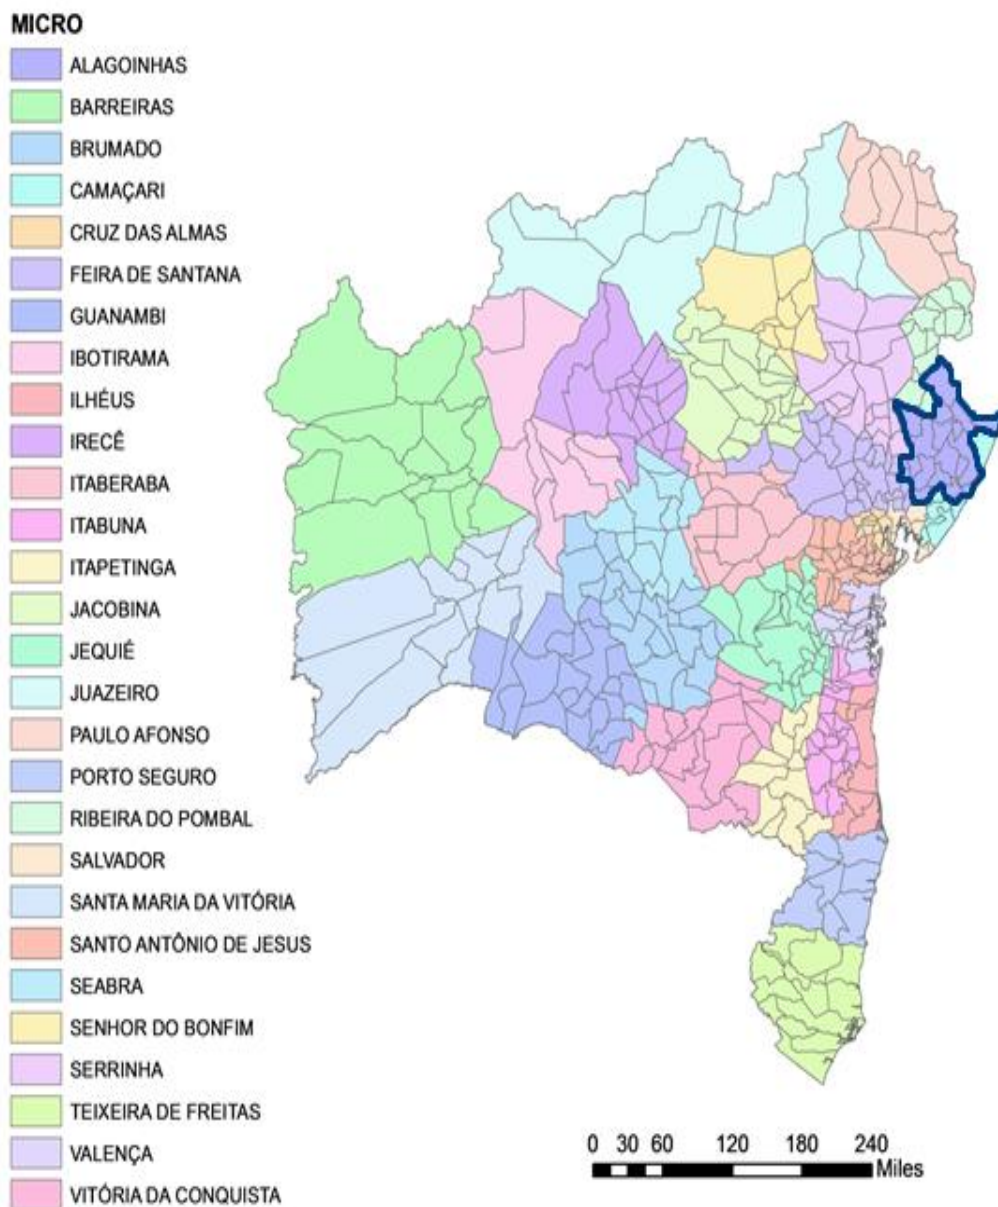 MICRO
ALAGOINHAS
BARREIRAS
BRUMADO
CAMAÇARI
CRUZ DAS ALMAS
FEIRA DE SANTANA
GUANAMBI
IBOTIRAMA
ILHÉUS
IRECÊ
ITABERABA
ITABUNA
ITAPETINGA
JACOBINA
JEQUIÉ
JUAZEIRO
PAULO AFONSO
PORTO SEGURO
RIBEIRA DO POMBAL
SALVADOR
SANTA MARIA DA VITÓRIA
SANTO ANTÔNIO DE JESUS
SEABRA
SENHOR DO BONFIM
SERRINHA
TEIXEIRA DE FREITAS
VALENÇA
VITÓRIA DA CONQUISTA
0 30 60 120 180 240
Miles